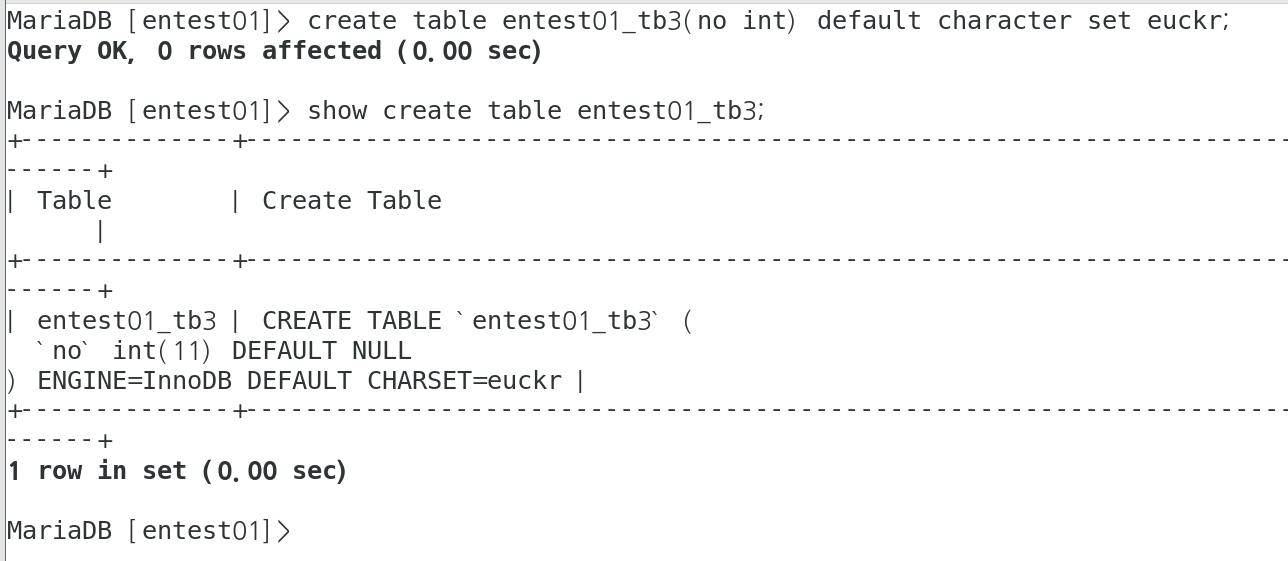 MariaDB [entest01]> create table entest01_tb3(no int) default character set euckr;
Query OK, 0 rows affected (0.00 sec)
MariaDB [entest01]> show create table entest01_tb3;
+--------------+----------------------------------------------------------------------
------+
| Table        | Create Table
      |
+--------------+----------------------------------------------------------------------
------+
| entest01_tb3 | CREATE TABLE `entest01_tb3` (
  `no` int(11) DEFAULT NULL
) ENGINE=InnoDB DEFAULT CHARSET=euckr |
+--------------+----------------------------------------------------------------------
------+
1 row in set (0.00 sec)
MariaDB [entest01]>